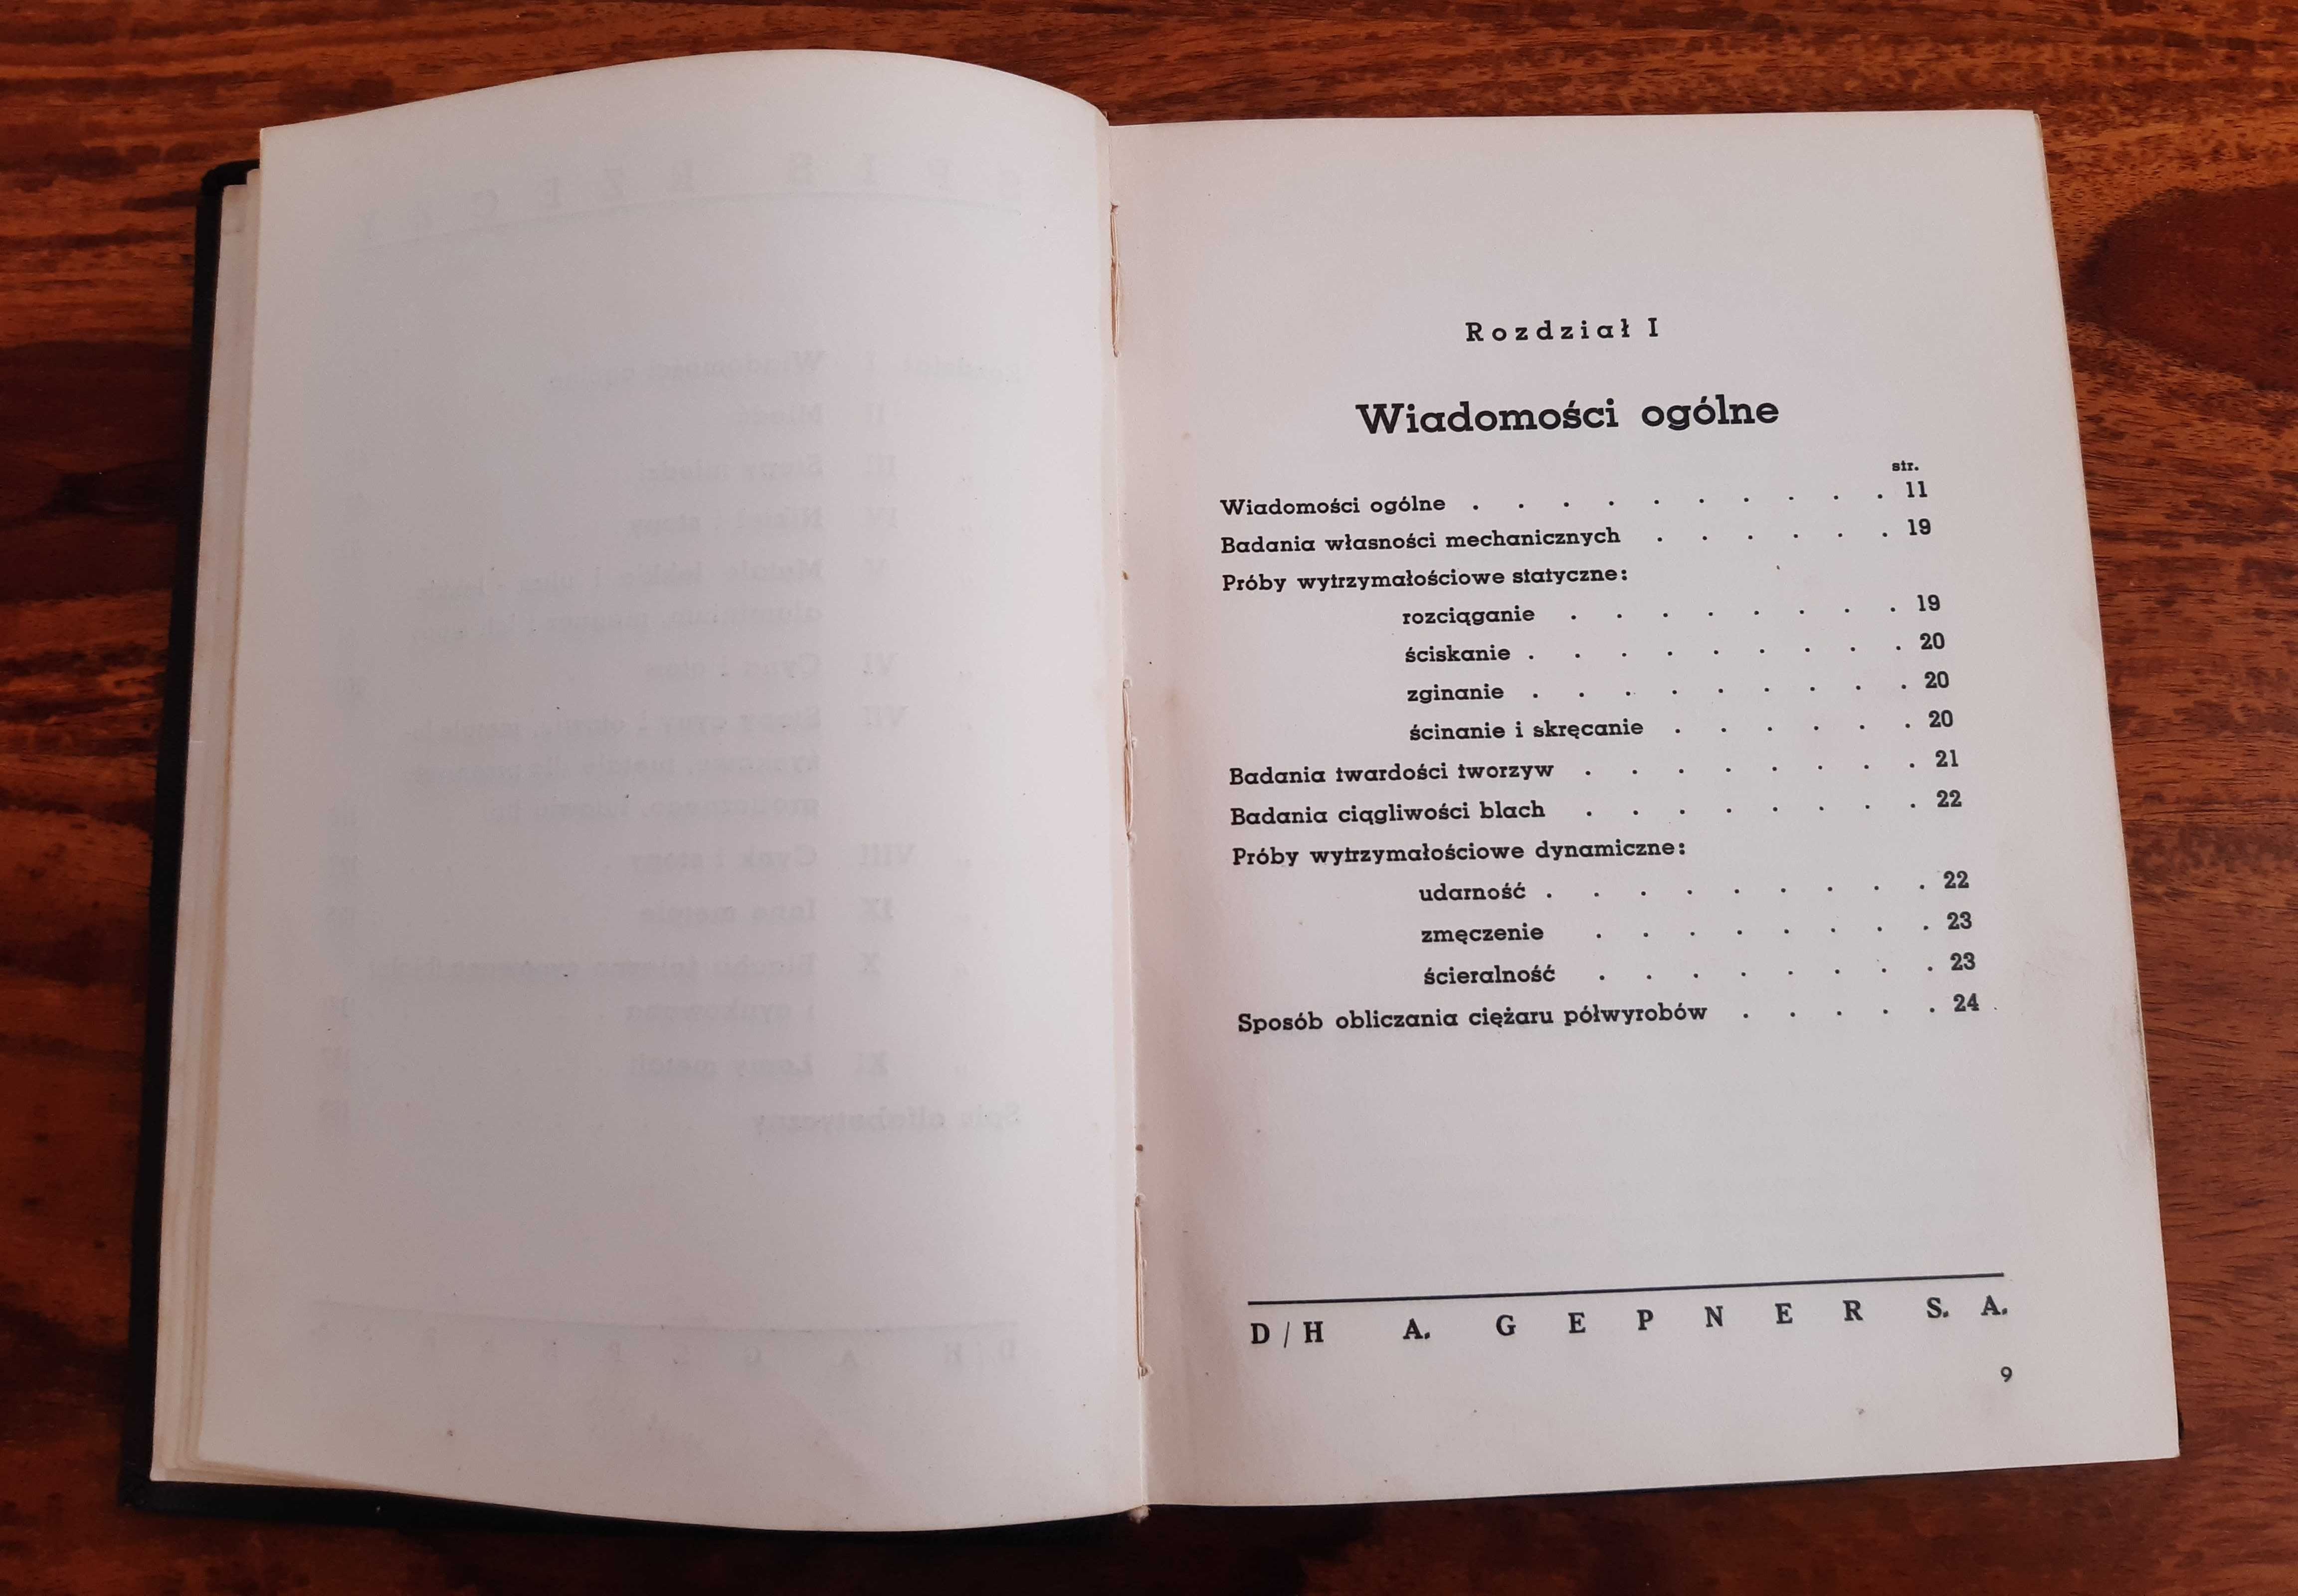 Rozdział I
Wiadomości ogólne
str.
Wiadomości ogólne . . . . . . . . . . 11
Badania własności mechanicznych . . . . . . 19
Próby wytrzymałościowe statyczne:
rozciąganie . . . . . . . . 19
ściskanie . . . . . . . . . 20
zginanie . . . . . . . . . 20
ścinanie i skręcanie . . . . . . 20
Badania twardości tworzyw . . . . . . . . 21
Badania ciągliwości blach . . . . . . . . 22
Próby wytrzymałościowe dynamiczne:
udarność . . . . . . . . . 22
zmęczenie . . . . . . . . 23
ścieralność . . . . . . . . 23
Sposób obliczania ciężaru półwyrobów . . . . . 24
D/H A. GEPNER S. A.
9